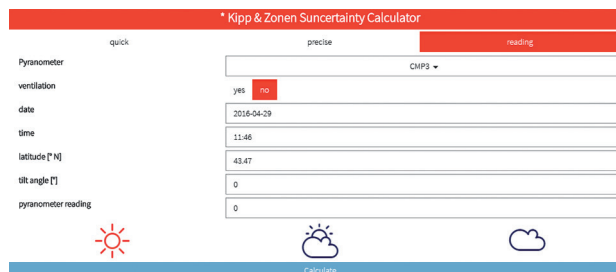 * Kipp & Zonen Suncertainty Calculator
quick precise reading
Pyranometer CMP3
ventilation yes no
date 2016-04-29
time 11:46
latitude [° N] 43.47
tilt angle [°] 0
pyranometer reading 0
Calculate